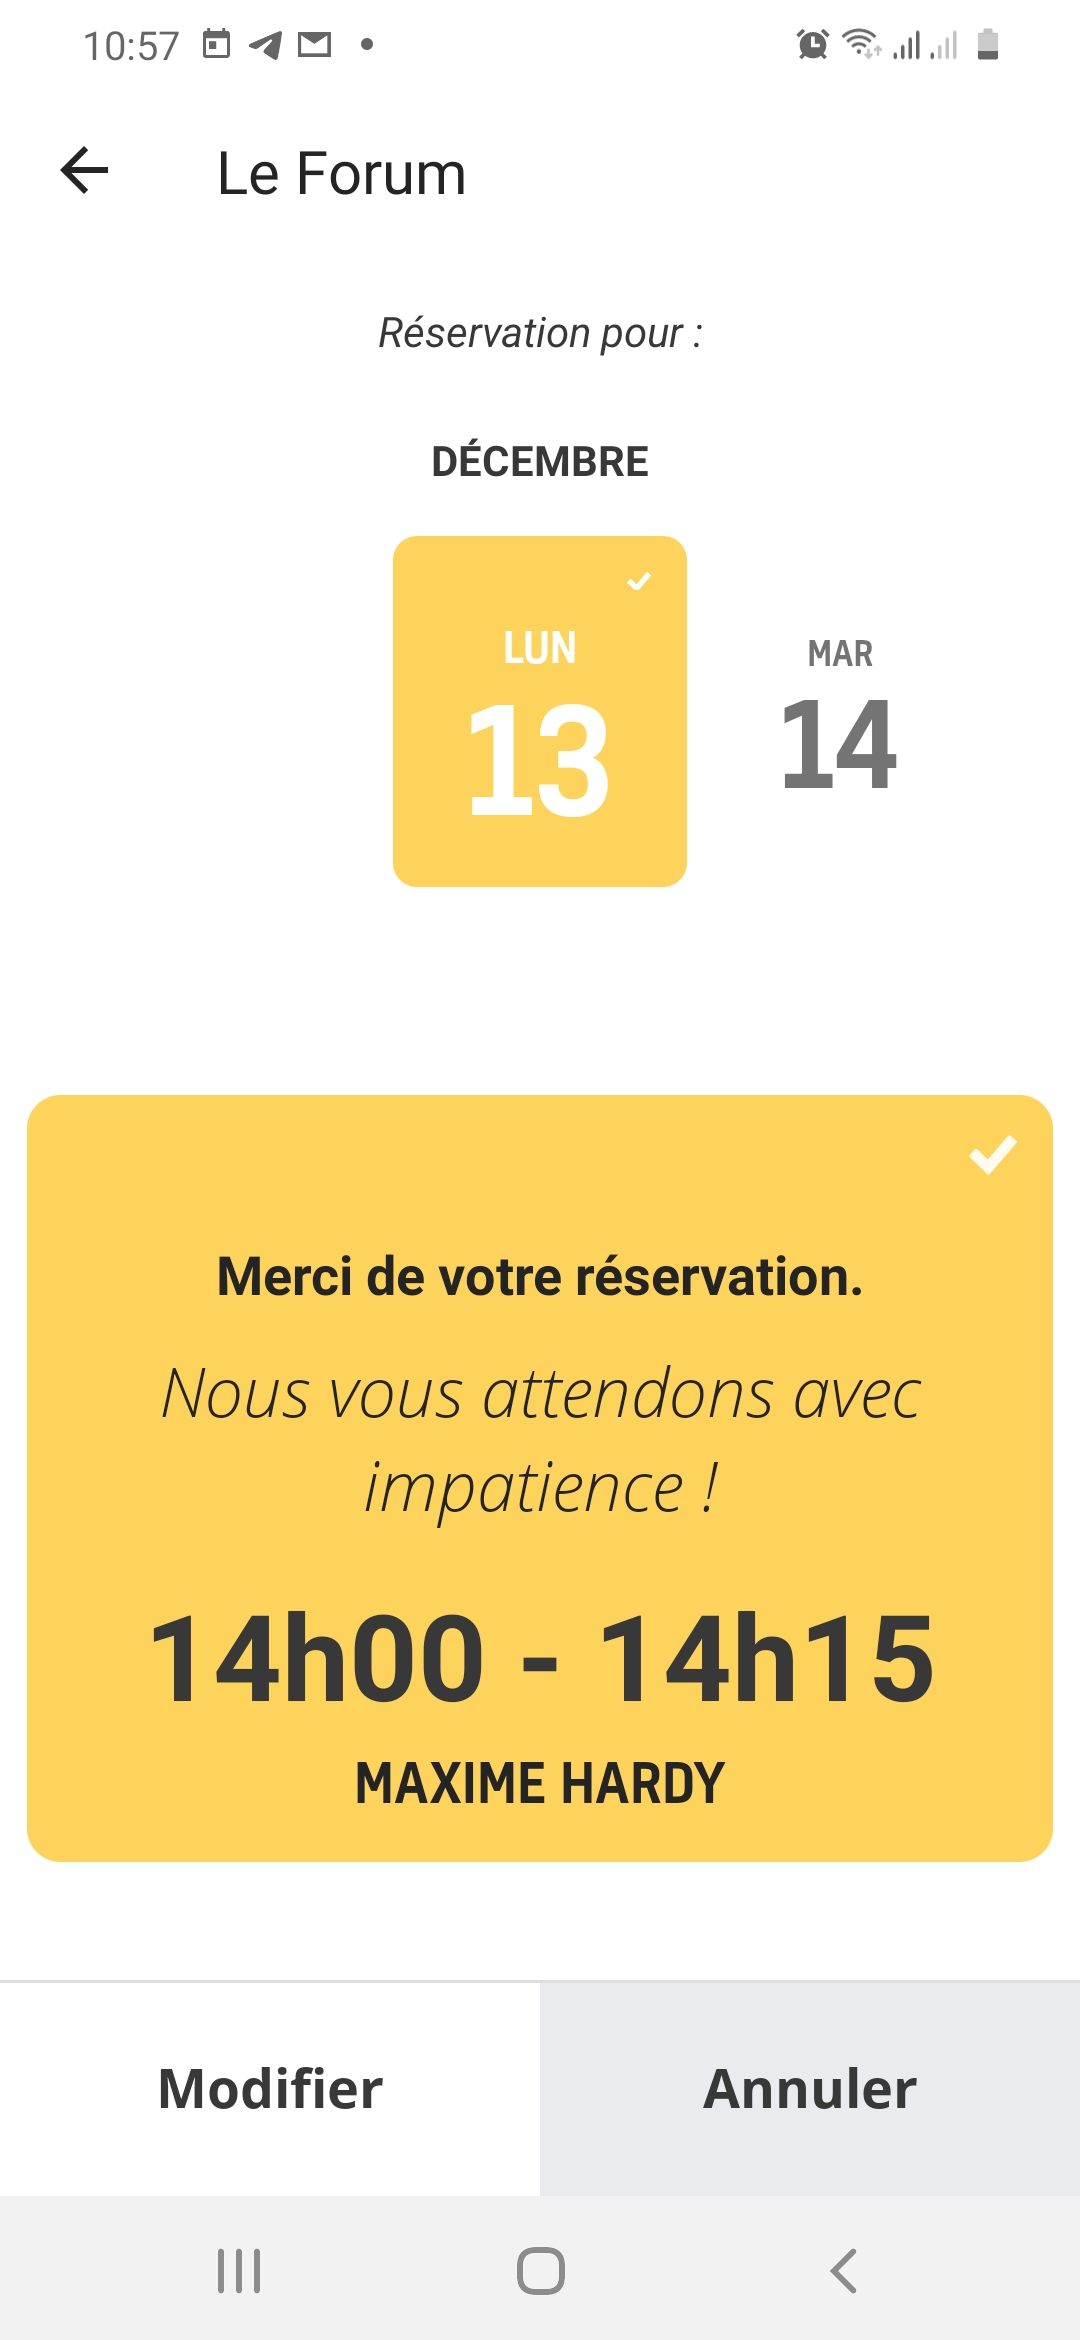 10:57
Le Forum
Réservation pour :
DÉCEMBRE
LUN
13
MAR
14
Merci de votre réservation.
Nous vous attendons avec
impatience !
14h00 - 14h15
MAXIME HARDY
Modifier
Annuler